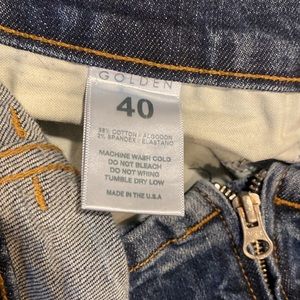 GOLDEN
40
98% COTTON / ALGODON
2% SPANDEX / ELASTANO
MACHINE WASH COLD
DO NOT BLEACH
DO NOT WRING
TUMBLE DRY LOW
MADE IN THE U.S.A